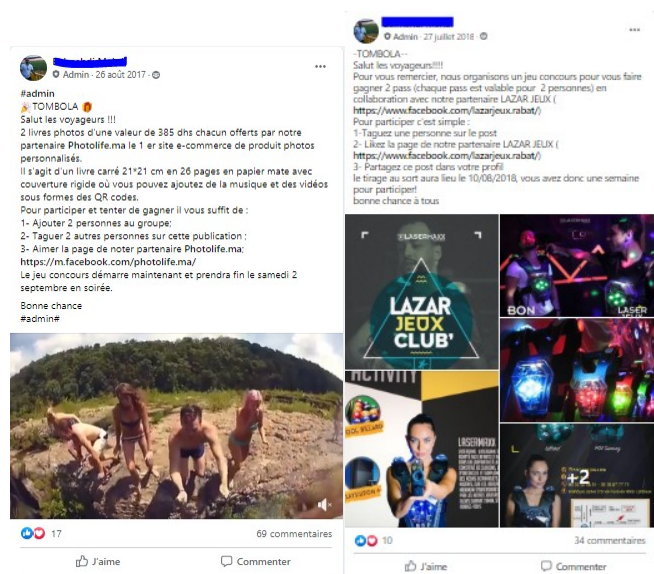 Admin · 26 août 2017 ·
#admin
TOMBOLA
Salut les voyageurs !!!!
2 livres photos d'une valeur de 385 dhs chacun offerts par notre
partenaire Photolife.ma le 1 er site e-commerce de produit photos
personnalisés.
Il s'agit d'un livre carré 21*21 cm en 26 pages en papier mate avec
couverture rigide où vous pouvez ajoutez de la musique et des vidéos
sous formes des QR codes.
Pour participer et tenter de gagner il vous suffit de :
1- Ajouter 2 personnes au groupe;
2- Taguer 2 autres personnes sur cette publication ;
3- Aimer la page de noter partenaire Photolife.ma;
https://m.facebook.com/photolife.ma/
Le jeu concours démarre maintenant et prendra fin le samedi 2
septembre en soirée.
Bonne chance
#admin#
17
69 commentaires
J'aime
Commenter
Admin · 27 juillet 2018 ·
-TOMBOLA--
Salut les voyageurs!!!!
Pour vous remercier, nous organisons un jeu concours pour vous faire
gagner 2 pass (chaque pass est valable pour 2 personnes) en
collaboration avec notre partenaire LAZAR JEUX (
https://www.facebook.com/lazarjeux.rabat/)
Pour participer c'est simple :
1-Taguez une personne sur le post
2- Likez la page de notre partenaire LAZAR JEUX (
https://www.facebook.com/lazarjeux.rabat/)
3- Partagez ce post dans votre profil
le tirage au sort aura lieu le 10/08/2018, vous avez donc une semaine
pour participer!
bonne chance à tous
LASERMAXX
LAZAR
JEUX
CLUB'
BON
LASER
ACTIVITY
LASERMAXX
+2
10
34 commentaires
J'aime
Commenter